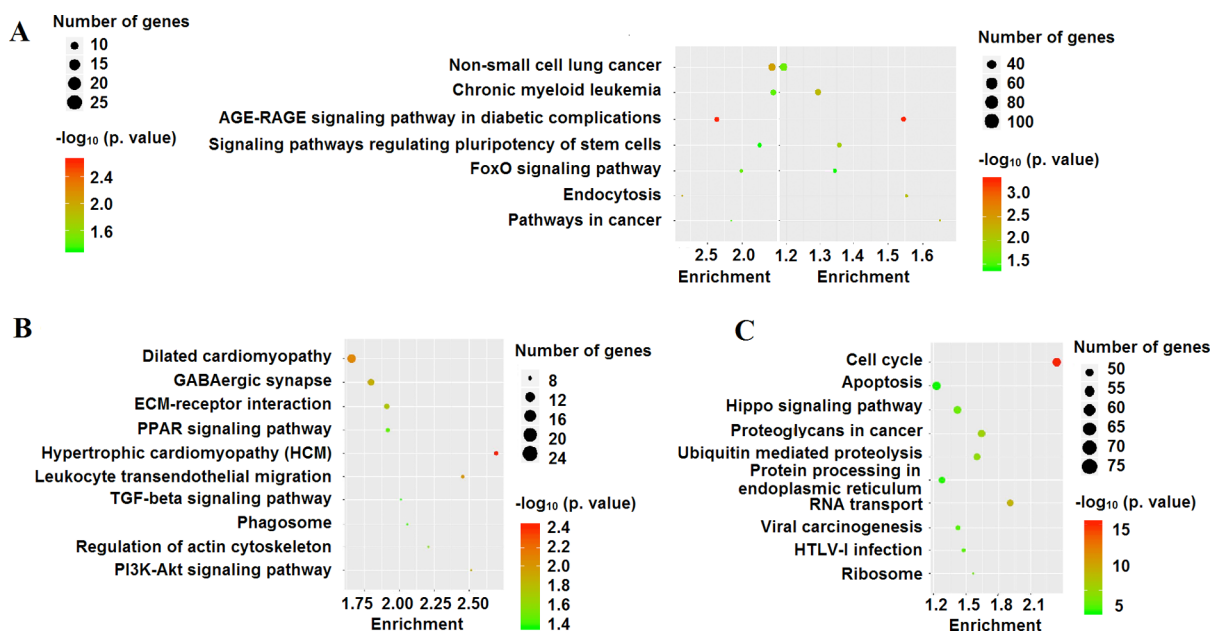 A
Number of genes
10
15
20
25
-log10 (p. value)
2.4
2.0
1.6
Non-small cell lung cancer
Chronic myeloid leukemia
AGE-RAGE signaling pathway in diabetic complications
Signaling pathways regulating pluripotency of stem cells
FoxO signaling pathway
Endocytosis
Pathways in cancer
2.5 2.0 1.2 1.3 1.4 1.5 1.6
Enrichment Enrichment
Number of genes
40
60
80
100
-log10 (p. value)
3.0
2.5
2.0
1.5
B
Dilated cardiomyopathy
GABAergic synapse
ECM-receptor interaction
PPAR signaling pathway
Hypertrophic cardiomyopathy (HCM)
Leukocyte transendothelial migration
TGF-beta signaling pathway
Phagosome
Regulation of actin cytoskeleton
PI3K-Akt signaling pathway
1.75 2.00 2.25 2.50
Enrichment
Number of genes
8
12
16
20
24
-log10 (p. value)
2.4
2.2
2.0
1.8
1.6
1.4
C
Cell cycle
Apoptosis
Hippo signaling pathway
Proteoglycans in cancer
Ubiquitin mediated proteolysis
Protein processing in
endoplasmic reticulum
RNA transport
Viral carcinogenesis
HTLV-I infection
Ribosome
1.2 1.5 1.8 2.1
Enrichment
Number of genes
50
55
60
65
70
75
-log10 (p. value)
15
10
5